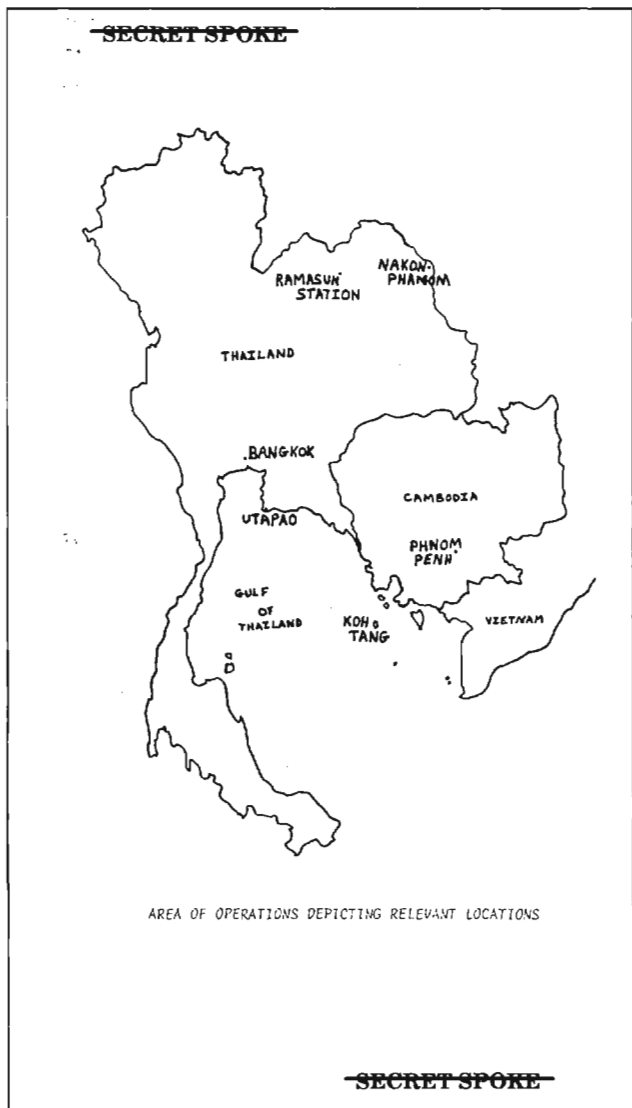 SECRET SPOKE
NAKON-
PHANOM
RAMASUN
STATION
THAILAND
.BANGKOK
CAMBODIA
UTAPAO
PHNOM
PENH
GULF
OF
THAILAND
KOH
TANG
VIETNAM
AREA OF OPERATIONS DEPICTING RELEVANT LOCATIONS
SECRET SPOKE